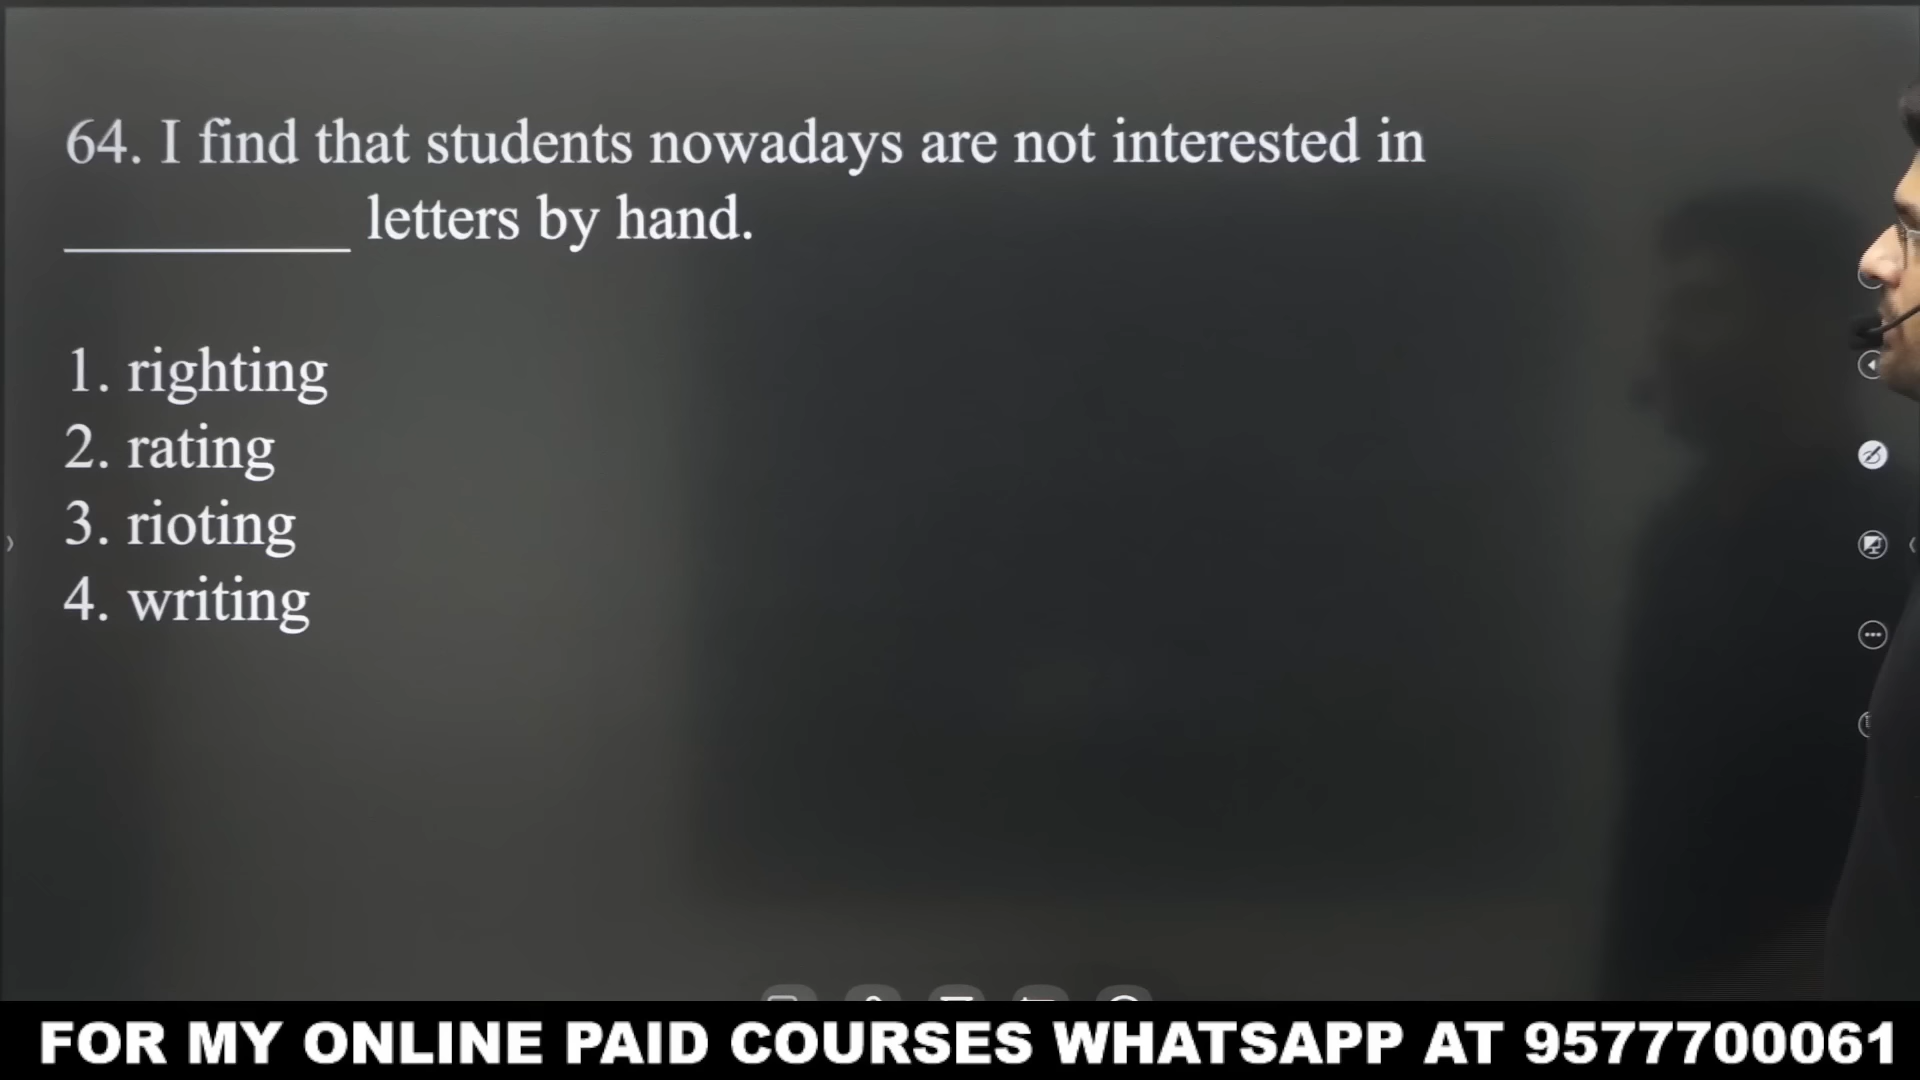 64. I find that students nowadays are not interested in
__________ letters by hand.
1. righting
2. rating
3. rioting
4. writing
FOR MY ONLINE PAID COURSES WHATSAPP AT 9577700061